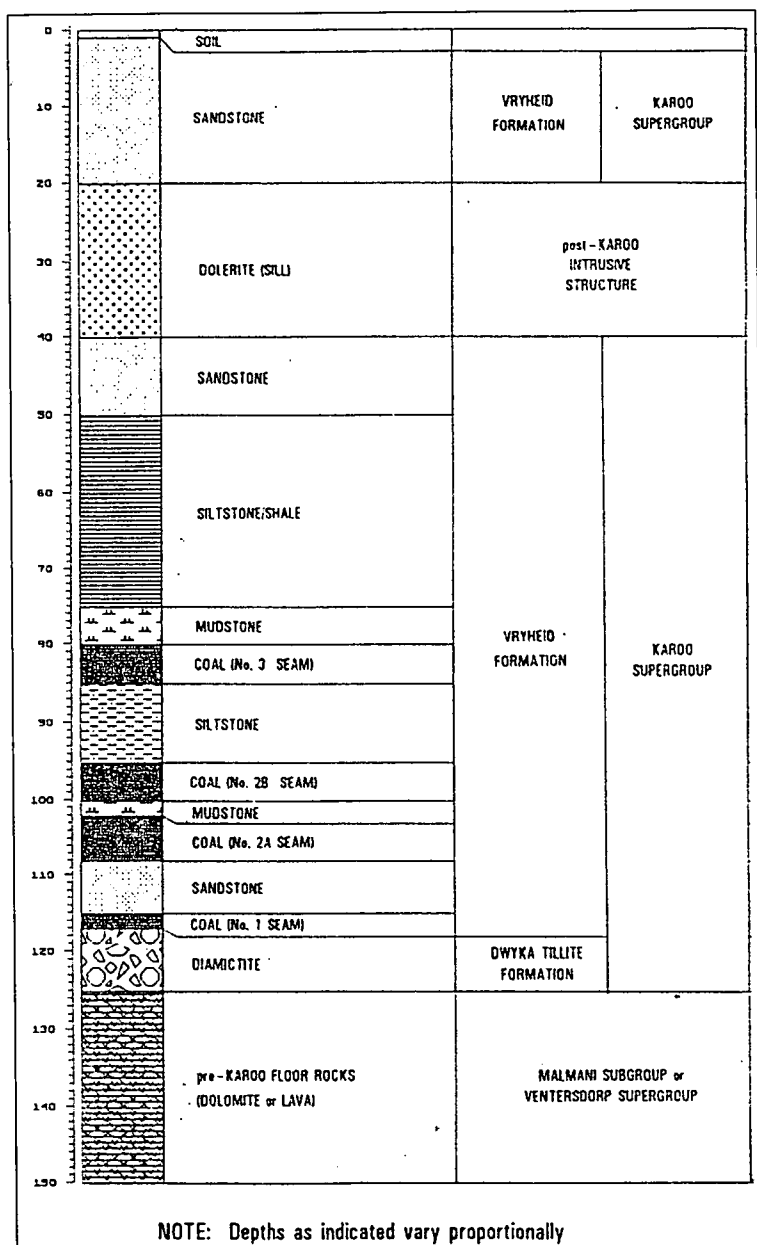 0
SOIL
10
SANDSTONE
VRYHEID
FORMATION
KAROO
SUPERGROUP
20
30
DOLERITE (SILL)
post-KAROO
INTRUSIVE
STRUCTURE
40
SANDSTONE
50
60
SILTSTONE/SHALE
70
MUDSTONE
80
COAL (No. 3 SEAM)
VRYHEID
FORMATION
KAROO
SUPERGROUP
90
SILTSTONE
COAL (No. 2B SEAM)
100
MUDSTONE
COAL (No. 2A SEAM)
110
SANDSTONE
COAL (No. 1 SEAM)
120
DIAMICTITE
DWYKA TILLITE
FORMATION
130
pre-KAROO FLOOR ROCKS
(DOLOMITE or LAVA)
MALMANI SUBGROUP or
VENTERSDORP SUPERGROUP
140
150
NOTE: Depths as indicated vary proportionally